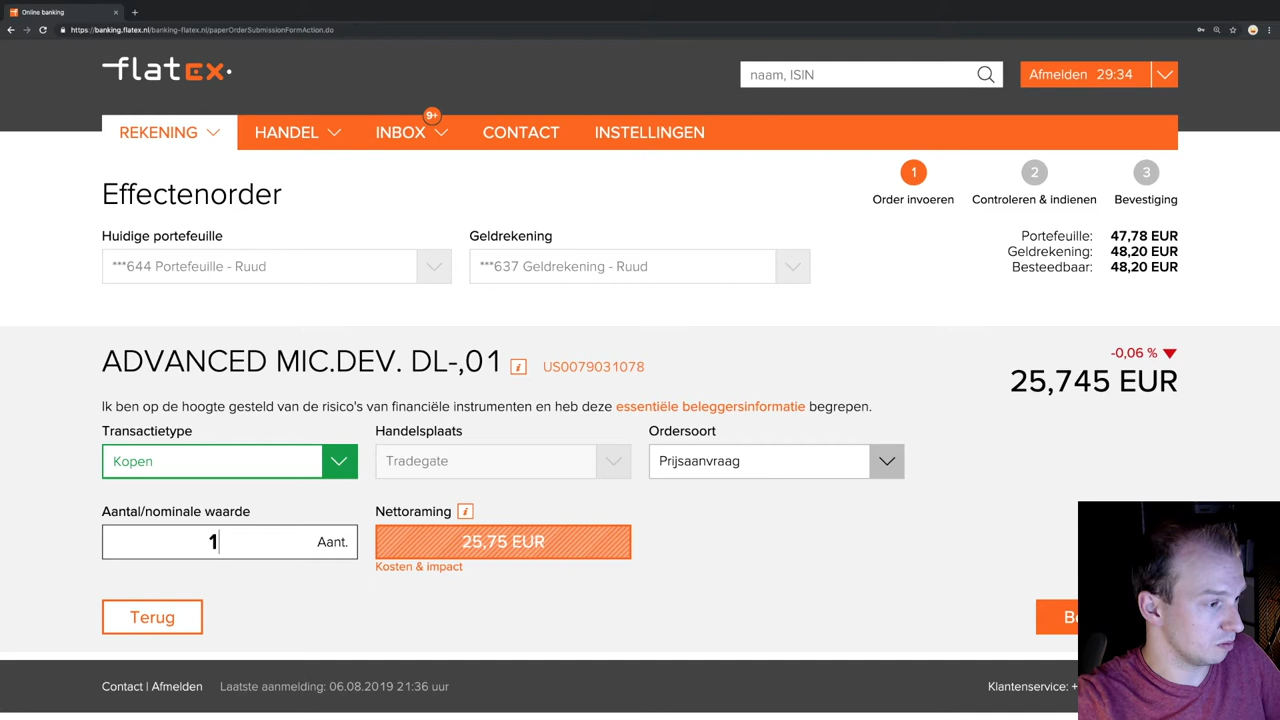 Online banking
https://banking.flatex.nl/banking-flatex.nl/paperOrderSubmissionFormAction.do
flatex
naam, ISIN
Afmelden 29:34
REKENING
HANDEL
INBOX
9+
CONTACT
INSTELLINGEN
Effectenorder
1
2
3
Order invoeren
Controleren & indienen
Bevestiging
Huidige portefeuille
***644 Portefeuille - Ruud
Geldrekening
***637 Geldrekening - Ruud
Portefeuille: 47,78 EUR
Geldrekening: 48,20 EUR
Besteedbaar: 48,20 EUR
ADVANCED MIC.DEV. DL-,01 i US0079031078
-0,06 %
25,745 EUR
Ik ben op de hoogte gesteld van de risico's van financiële instrumenten en heb deze essentiële beleggersinformatie begrepen.
Transactietype
Kopen
Handelsplaats
Tradegate
Ordersoort
Prijsaanvraag
Aantal/nominale waarde
1 Aant.
Nettoraming i
25,75 EUR
Kosten & impact
Terug
Contact | Afmelden
Laatste aanmelding: 06.08.2019 21:36 uur
Klantenservice: